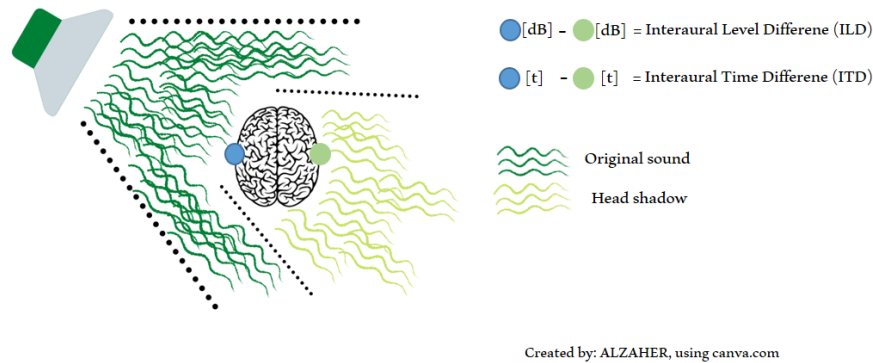 [dB] – [dB] = Interaural Level Differene (ILD)
[t] – [t] = Interaural Time Differene (ITD)
Original sound
Head shadow
Created by: ALZAHER, using canva.com